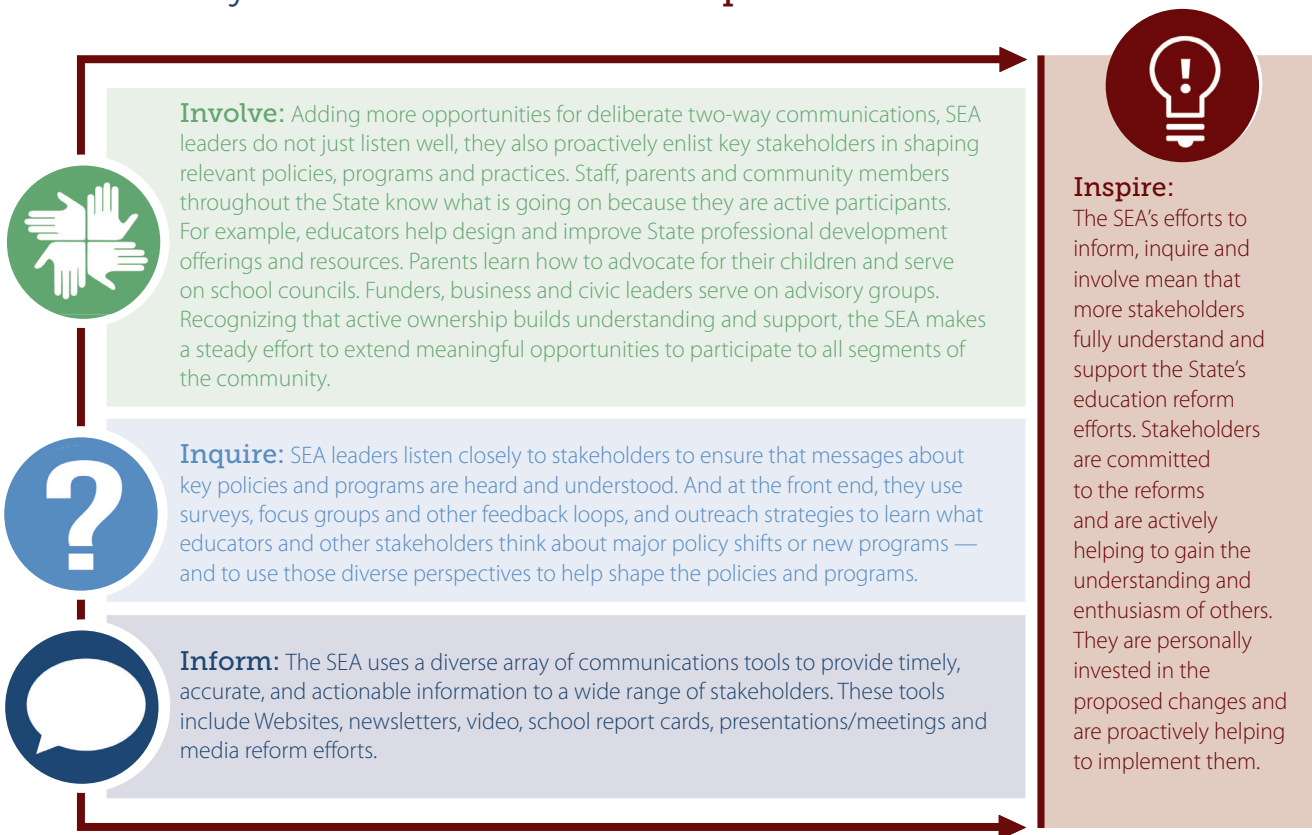 Involve: Adding more opportunities for deliberate two-way communications, SEA
leaders do not just listen well, they also proactively enlist key stakeholders in shaping
relevant policies, programs and practices. Staff, parents and community members
throughout the State know what is going on because they are active participants.
For example, educators help design and improve State professional development
offerings and resources. Parents learn how to advocate for their children and serve
on school councils. Funders, business and civic leaders serve on advisory groups.
Recognizing that active ownership builds understanding and support, the SEA makes
a steady effort to extend meaningful opportunities to participate to all segments of
the community.
Inquire: SEA leaders listen closely to stakeholders to ensure that messages about
key policies and programs are heard and understood. And at the front end, they use
surveys, focus groups and other feedback loops, and outreach strategies to learn what
educators and other stakeholders think about major policy shifts or new programs —
and to use those diverse perspectives to help shape the policies and programs.
Inform: The SEA uses a diverse array of communications tools to provide timely,
accurate, and actionable information to a wide range of stakeholders. These tools
include Websites, newsletters, video, school report cards, presentations/meetings and
media reform efforts.
Inspire:
The SEA's efforts to
inform, inquire and
involve mean that
more stakeholders
fully understand and
support the State's
education reform
efforts. Stakeholders
are committed
to the reforms
and are actively
helping to gain the
understanding and
enthusiasm of others.
They are personally
invested in the
proposed changes and
are proactively helping
to implement them.